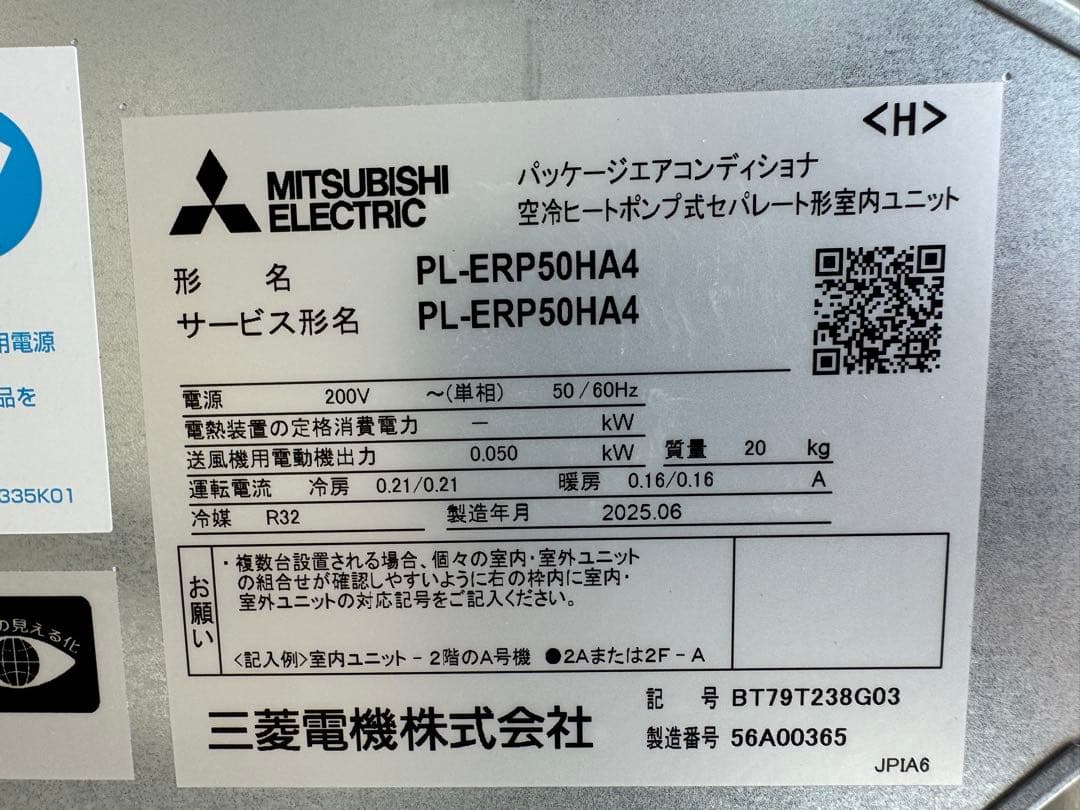 <H>
MITSUBISHI
ELECTRIC
パッケージエアコンディショナ
空冷ヒートポンプ式セパレート形室内ユニット
形 名 PL-ERP50HA4
サービス形名 PL-ERP50HA4
電源 200V ～(単相) 50/60Hz
電熱装置の定格消費電力 － kW
送風機用電動機出力 0.050 kW 質量 20 kg
運転電流 冷房 0.21/0.21 暖房 0.16/0.16 A
冷媒 R32 製造年月 2025.06
お願い
・複数台設置される場合、個々の室内・室外ユニット
の組合せが確認しやすいように右の枠内に室内・
室外ユニットの対応記号をご記入ください。
<記入例>室内ユニット－2階のA号機 ●2Aまたは2F-A
三菱電機株式会社
記 号 BT79T238G03
製造番号 56A00365
JPIA6
用電源
品を
335K01
の見える化